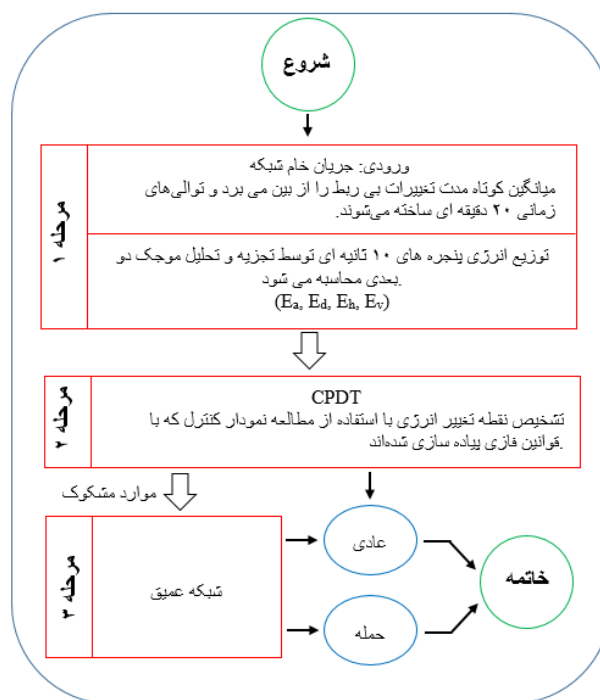 شروع
مرحله ۱
ورودی: جریان خام شبکه
میانگین کوتاه مدت تغییرات بی ربط را از بین می برد و توالی‌های
زمانی ۲۰ دقیقه ای ساخته می‌شوند.
توزیع انرژی پنجره های ۱۰ ثانیه ای توسط تجزیه و تحلیل موجک دو
بعدی محاسبه می شود.
(Ea, Ed, Eh, Ev)
مرحله ۲
CPDT
تشخیص نقطه تغییر انرژی با استفاده از مطالعه نمودار کنترل که با
قوانین فازی پیاده سازی شده‌اند.
موارد مشکوک
مرحله ۳
شبکه عمیق
عادی
حمله
خاتمه